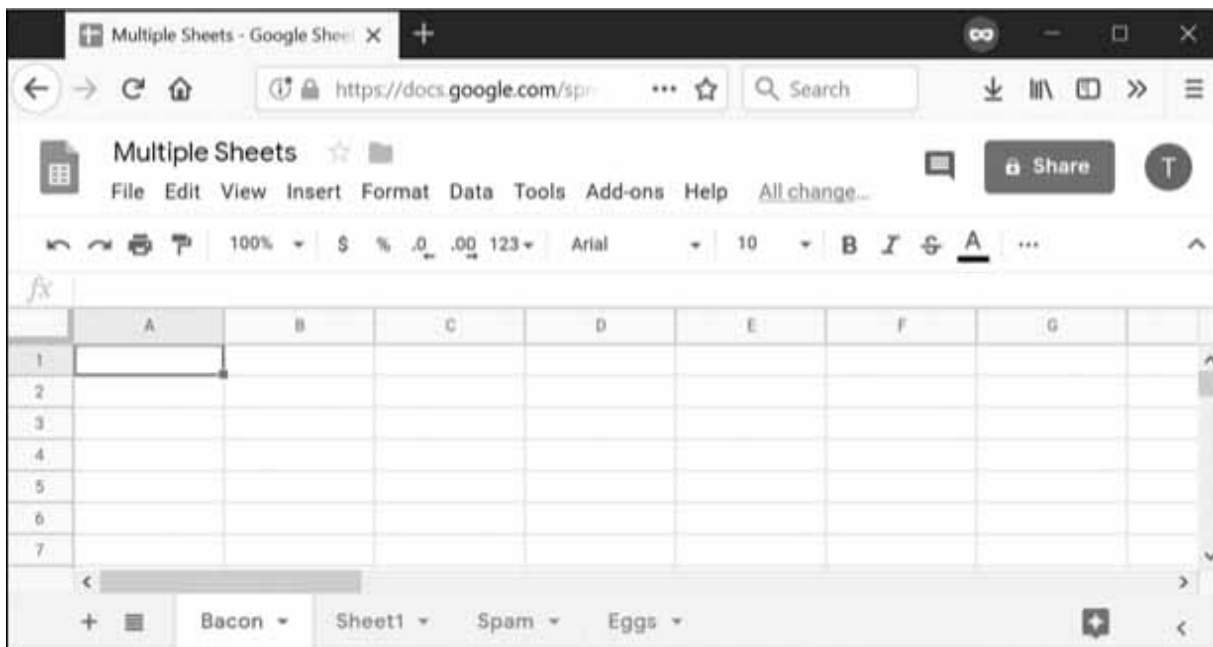 Multiple Sheets - Google Shee
https://docs.google.com/spr
Search
Multiple Sheets
Share
T
File Edit View Insert Format Data Tools Add-ons Help All change...
100% $ % .0 .00 123 Arial 10 B I S A ...
fx
A B C D E F G
1
2
3
4
5
6
7
Bacon Sheet1 Spam Eggs